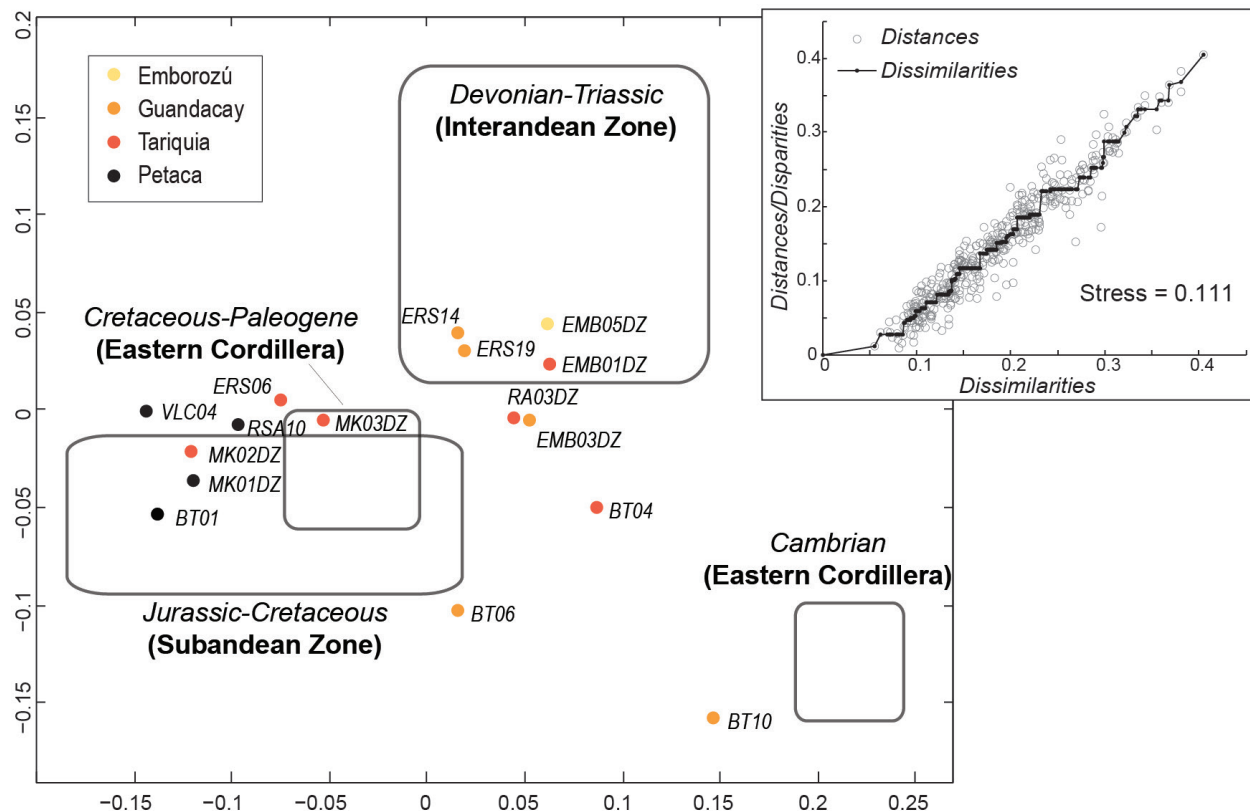 0.2
0.15
0.1
0.05
0
−0.05
−0.1
−0.15
−0.15
−0.1
−0.05
0
0.05
0.1
0.15
0.2
0.25
Emborozú
Guandacay
Tariquia
Petaca
Devonian-Triassic
(Interandean Zone)
Cretaceous-Paleogene
(Eastern Cordillera)
ERS14
ERS19
EMB05DZ
EMB01DZ
ERS06
VLC04
RSA10
MK03DZ
RA03DZ
EMB03DZ
MK02DZ
MK01DZ
BT01
BT04
Cambrian
(Eastern Cordillera)
Jurassic-Cretaceous
(Subandean Zone)
BT06
BT10
Distances
Dissimilarities
Distances/Disparities
0.4
0.3
0.2
0.1
0
Stress = 0.111
0
0.1
0.2
0.3
0.4
Dissimilarities